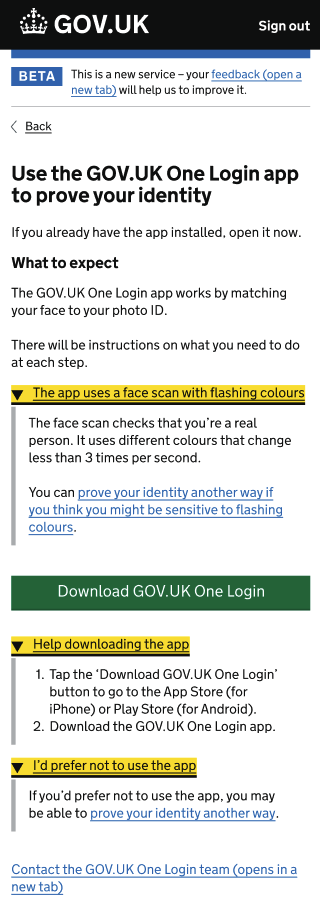 GOV.UK
Sign out
BETA
This is a new service – your feedback (open a
new tab) will help us to improve it.
Back
Use the GOV.UK One Login app
to prove your identity
If you already have the app installed, open it now.
What to expect
The GOV.UK One Login app works by matching
your face to your photo ID.
There will be instructions on what you need to do
at each step.
The app uses a face scan with flashing colours
The face scan checks that you’re a real
person. It uses different colours that change
less than 3 times per second.
You can prove your identity another way if
you think you might be sensitive to flashing
colours.
Download GOV.UK One Login
Help downloading the app
1. Tap the ‘Download GOV.UK One Login’
button to go to the App Store (for
iPhone) or Play Store (for Android).
2. Download the GOV.UK One Login app.
I’d prefer not to use the app
If you’d prefer not to use the app, you may
be able to prove your identity another way.
Contact the GOV.UK One Login team (opens in a
new tab)